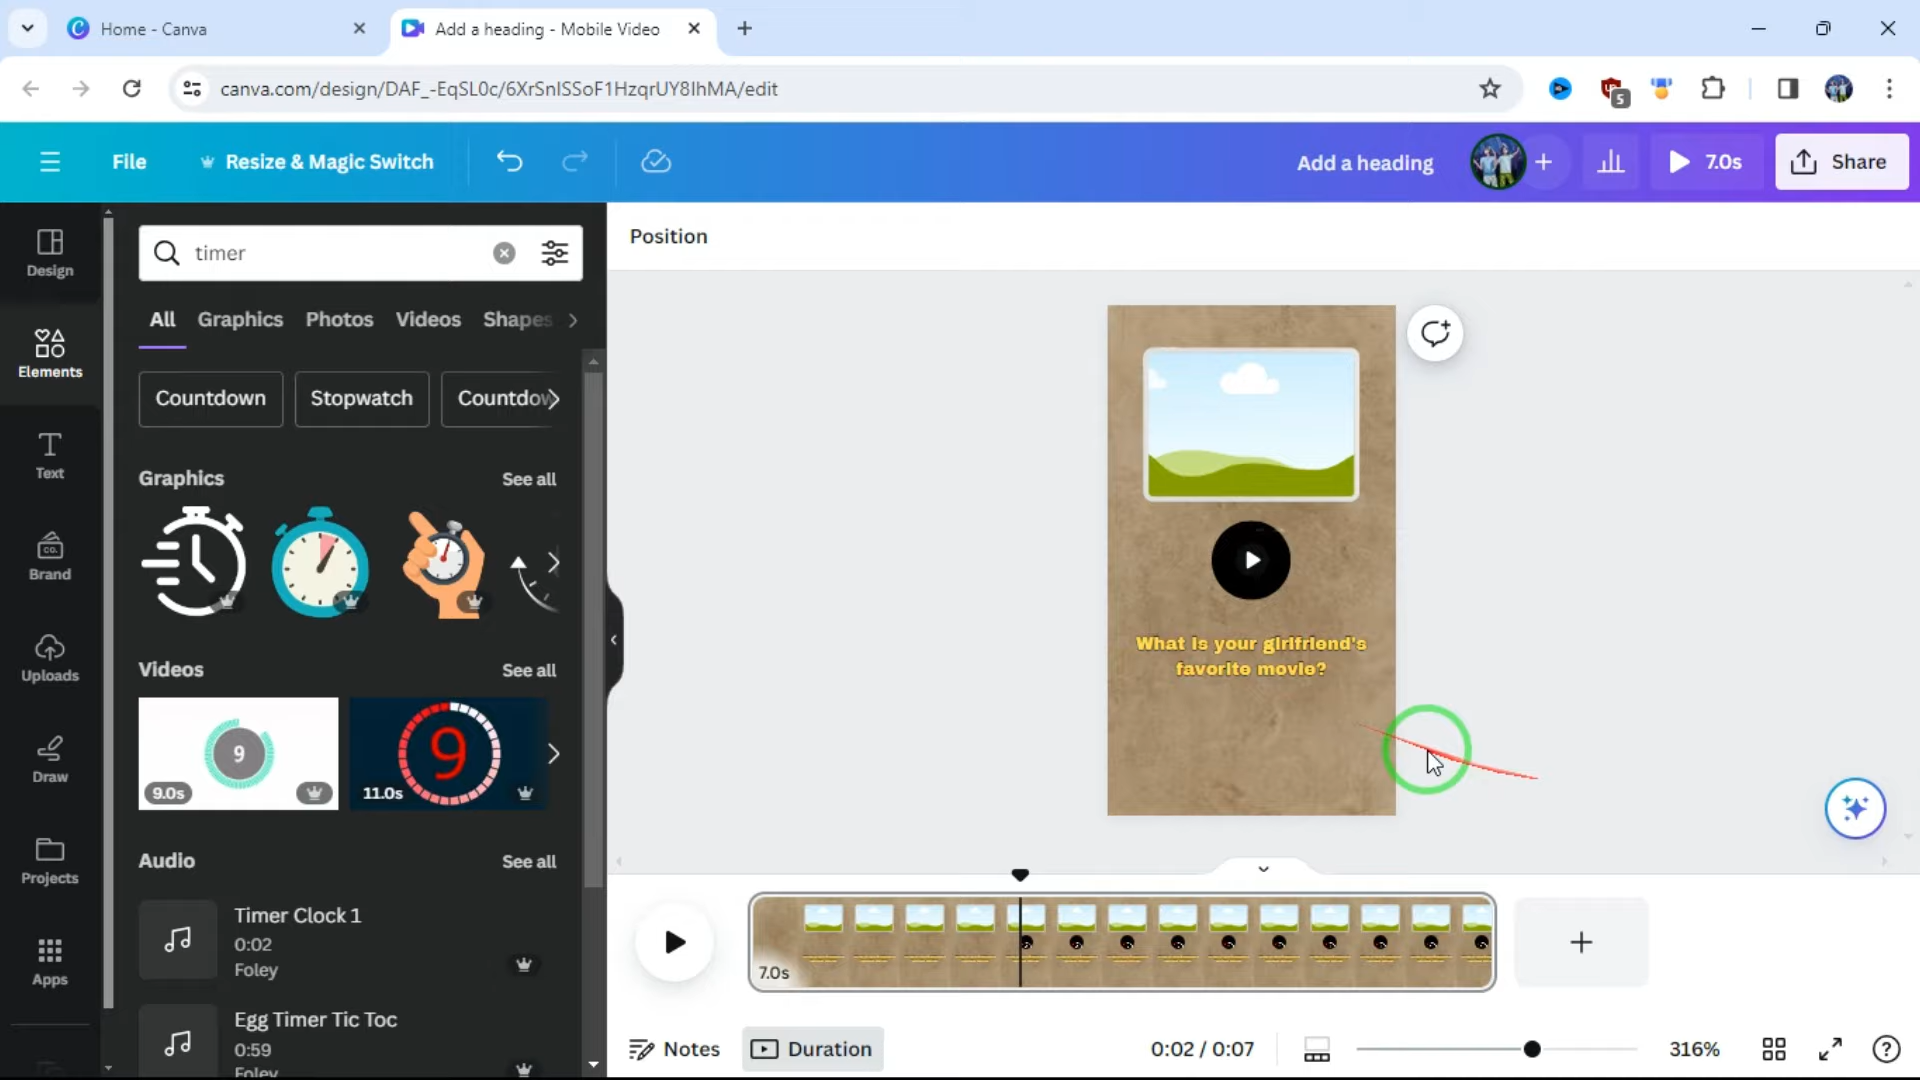 Home - Canva
Add a heading - Mobile Video
canva.com/design/DAF_-EqSL0c/6XrSnlSSoF1HzqrUY8lhMA/edit
5
File
Resize & Magic Switch
Add a heading
7.0s
Share
Design
Elements
Text
Brand
Uploads
Draw
Projects
Apps
timer
All
Graphics
Photos
Videos
Shapes
Countdown
Stopwatch
Countdow
Graphics
See all
Videos
See all
9
9.0s
9
11.0s
Audio
See all
Timer Clock 1
0:02
Foley
Egg Timer Tic Toc
0:59
Foley
Position
What is your girlfriend's
favorite movie?
7.0s
Notes
Duration
0:02 / 0:07
316%